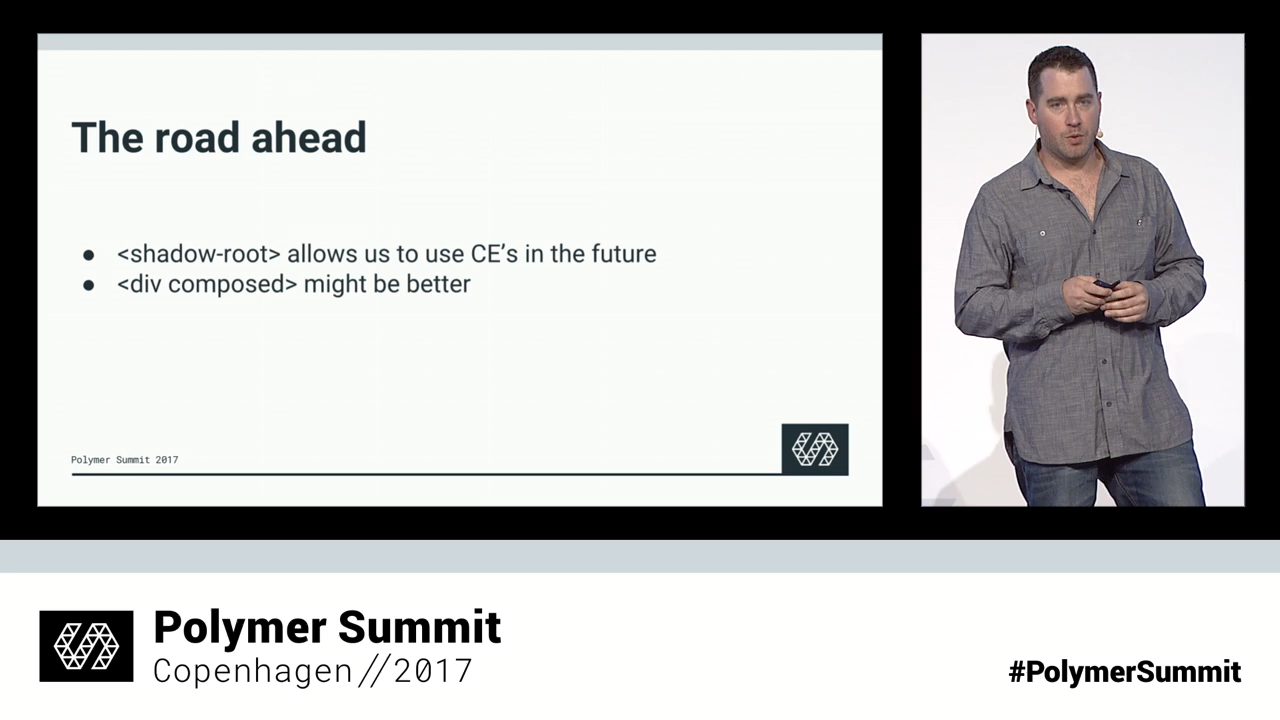 The road ahead
● <shadow-root> allows us to use CE’s in the future
● <div composed> might be better
Polymer Summit 2017
Polymer Summit
Copenhagen//2017
#PolymerSummit